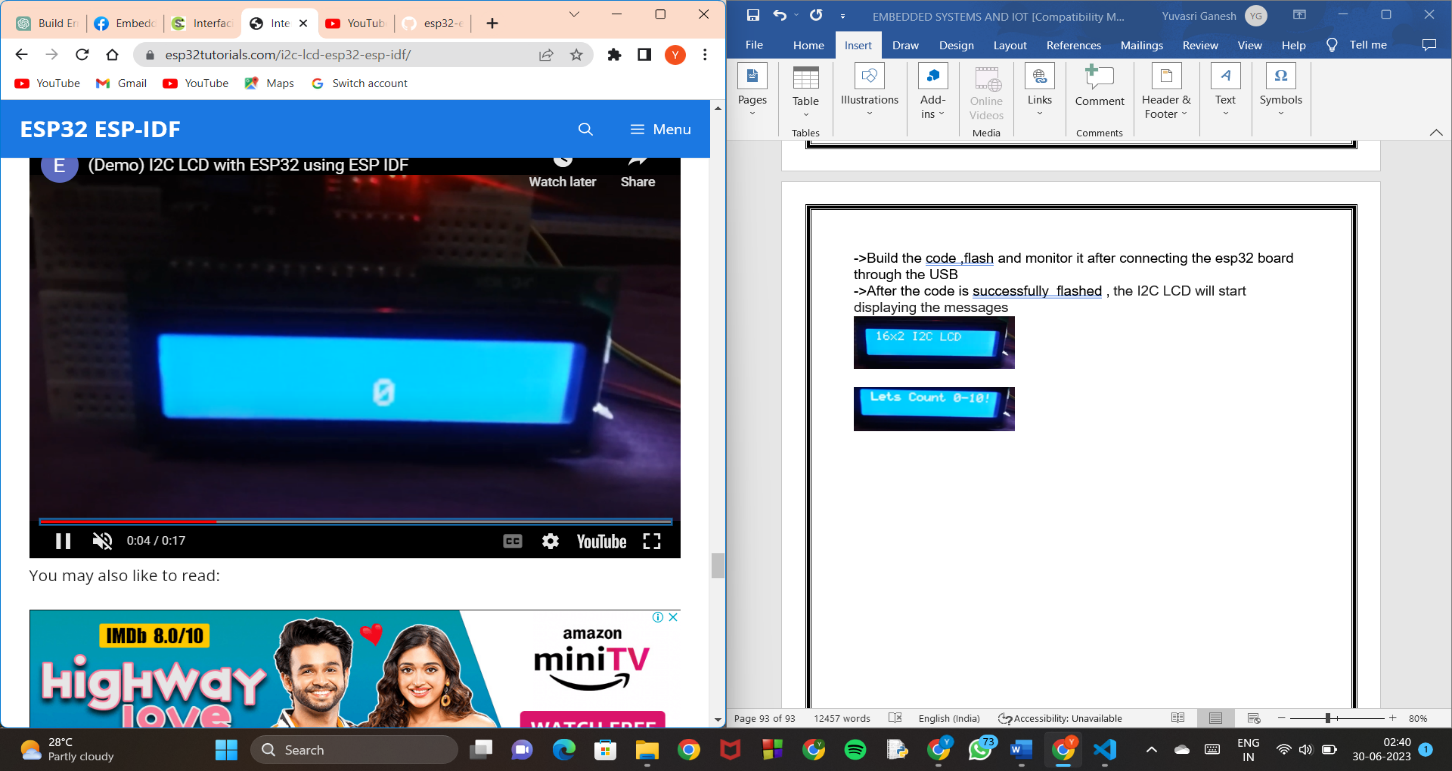 Build En
Embedd
Interfaci
Inte
YouTub
esp32-e
esp32tutorials.com/i2c-lcd-esp32-esp-idf/
Y
YouTube
Gmail
YouTube
Maps
Switch account
ESP32 ESP-IDF
Menu
E
(Demo) I2C LCD with ESP32 using ESP IDF
Watch later
Share
0
0:04 / 0:17
CC
YouTube
You may also like to read:
IMDb 8.0/10
HIGHWAY
love
amazon
miniTV
WATCH FREE
EMBEDDED SYSTEMS AND IOT [Compatibility M...
Yuvasri Ganesh
YG
File
Home
Insert
Draw
Design
Layout
References
Mailings
Review
View
Help
Tell me
Pages
Table
Illustrations
Add-
ins
Online
Videos
Links
Comment
Header &
Footer
Text
Symbols
Tables
Media
Comments
->Build the code ,flash and monitor it after connecting the esp32 board
through the USB
->After the code is successfully  flashed , the I2C LCD will start
displaying the messages
16x2 I2C LCD
Lets Count 0-10!
Page 93 of 93
12457 words
English (India)
Accessibility: Unavailable
80%
28°C
Partly cloudy
Search
73
ENG
IN
02:40
30-06-2023
1